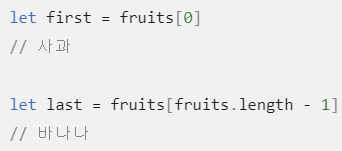 let first = fruits[0]
// 사과
let last = fruits[fruits.length - 1]
// 바나나